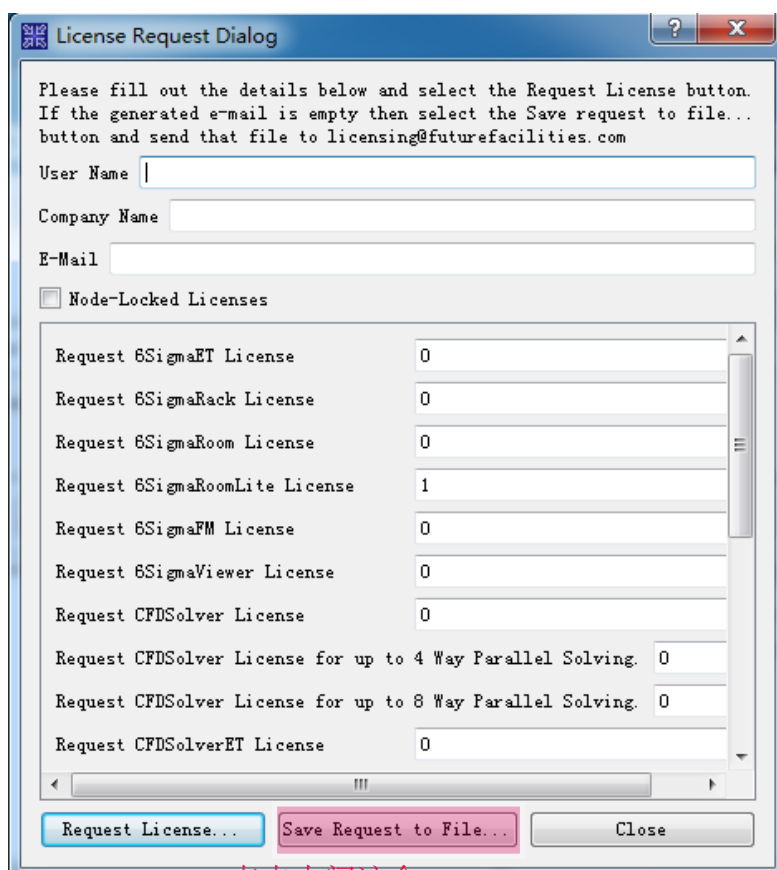 License Request Dialog
Please fill out the details below and select the Request License button.
If the generated e-mail is empty then select the Save request to file...
button and send that file to licensing@futurefacilities.com
User Name
Company Name
E-Mail
Node-Locked Licenses
Request 6SigmaET License 0
Request 6SigmaRack License 0
Request 6SigmaRoom License 0
Request 6SigmaRoomLite License 1
Request 6SigmaFM License 0
Request 6SigmaViewer License 0
Request CFDSolver License 0
Request CFDSolver License for up to 4 Way Parallel Solving. 0
Request CFDSolver License for up to 8 Way Parallel Solving. 0
Request CFDSolverET License 0
Request License... Save Request to File... Close